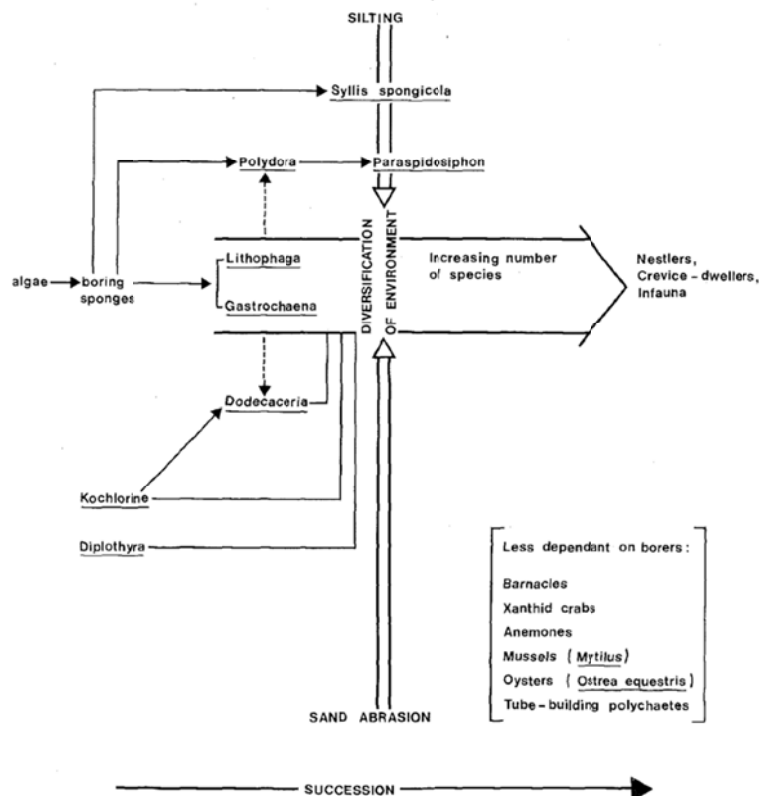 SILTING
Syllis spongicola
Polydora
Paraspidosiphon
DIVERSIFICATION
OF ENVIRONMENT
Lithophaga
Increasing number
of species
Nestlers,
Crevice-dwellers,
Infauna
algae
boring
sponges
Gastrochaena
Dodecaceria
Kochlorine
Diplothyra
Less dependant on borers:
Barnacles
Xanthid crabs
Anemones
Mussels (Mytilus)
Oysters (Ostrea equestris)
Tube-building polychaetes
SAND ABRASION
SUCCESSION